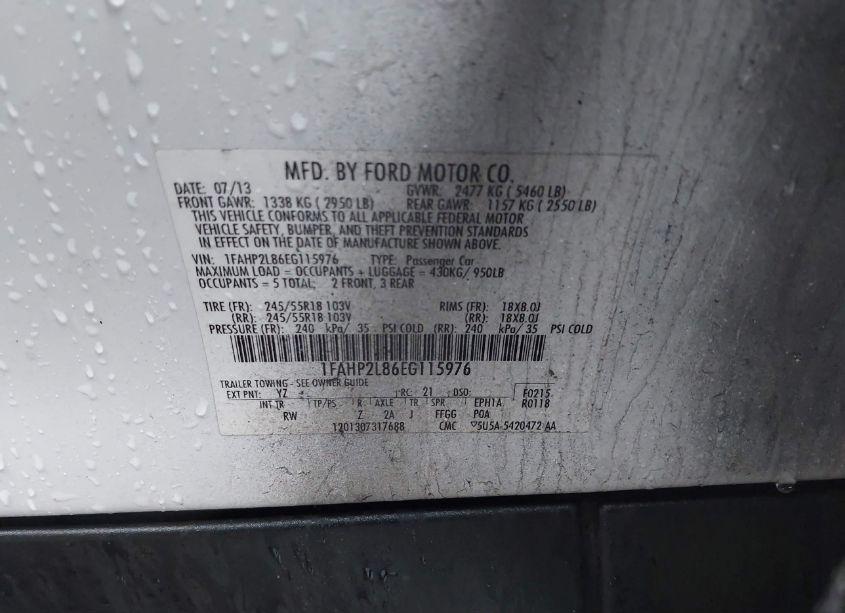 MFD. BY FORD MOTOR CO.
DATE: 07/13 GVWR: 2477 KG ( 5460 LB)
FRONT GAWR: 1338 KG ( 2950 LB) REAR GAWR: 1157 KG ( 2550 LB)
THIS VEHICLE CONFORMS TO ALL APPLICABLE FEDERAL MOTOR
VEHICLE SAFETY, BUMPER, AND THEFT PREVENTION STANDARDS
IN EFFECT ON THE DATE OF MANUFACTURE SHOWN ABOVE.
VIN: 1FAHP2L86EG115976 TYPE: Passenger Car
MAXIMUM LOAD = OCCUPANTS + LUGGAGE = 430KG/ 950LB
OCCUPANTS = 5 TOTAL; 2 FRONT, 3 REAR
TIRE (FR): 245/55R18 103V RIMS (FR): 18X8.0J
(RR): 245/55R18 103V (RR): 18X8.0J
PRESSURE (FR): 240 kPa/ 35 PSI COLD (RR): 240 kPa/ 35 PSI COLD
1FAHP2L86EG115976
TRAILER TOWING - SEE OWNER GUIDE
EXT PNT: YZ RC: 21 DSO: F0215
INT TR TP/PS R AXLE TR SPR EPH1A R0118
RW Z 2A J FFGG POA
1201307317688 CMC 5U5A-5420472 AA